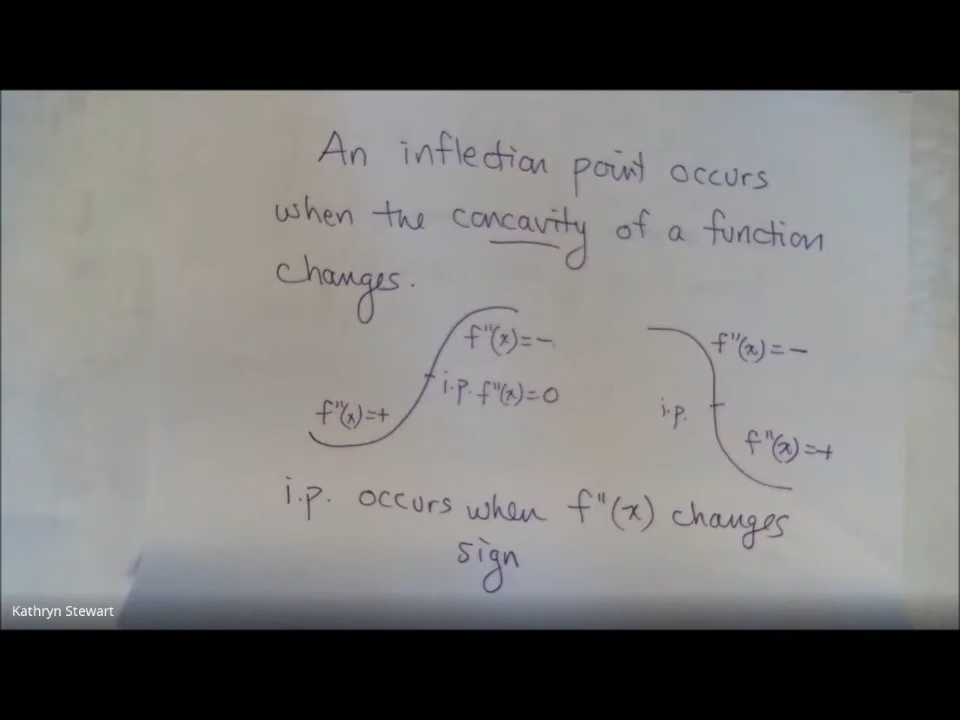 An inflection point occurs
when the concavity of a function
changes.
f"(x)=-
i.p. f"(x)=0
f"(x)=+
f"(x)=-
i.p.
f"(x)=+
i.p. occurs when f"(x) changes
sign
Kathryn Stewart